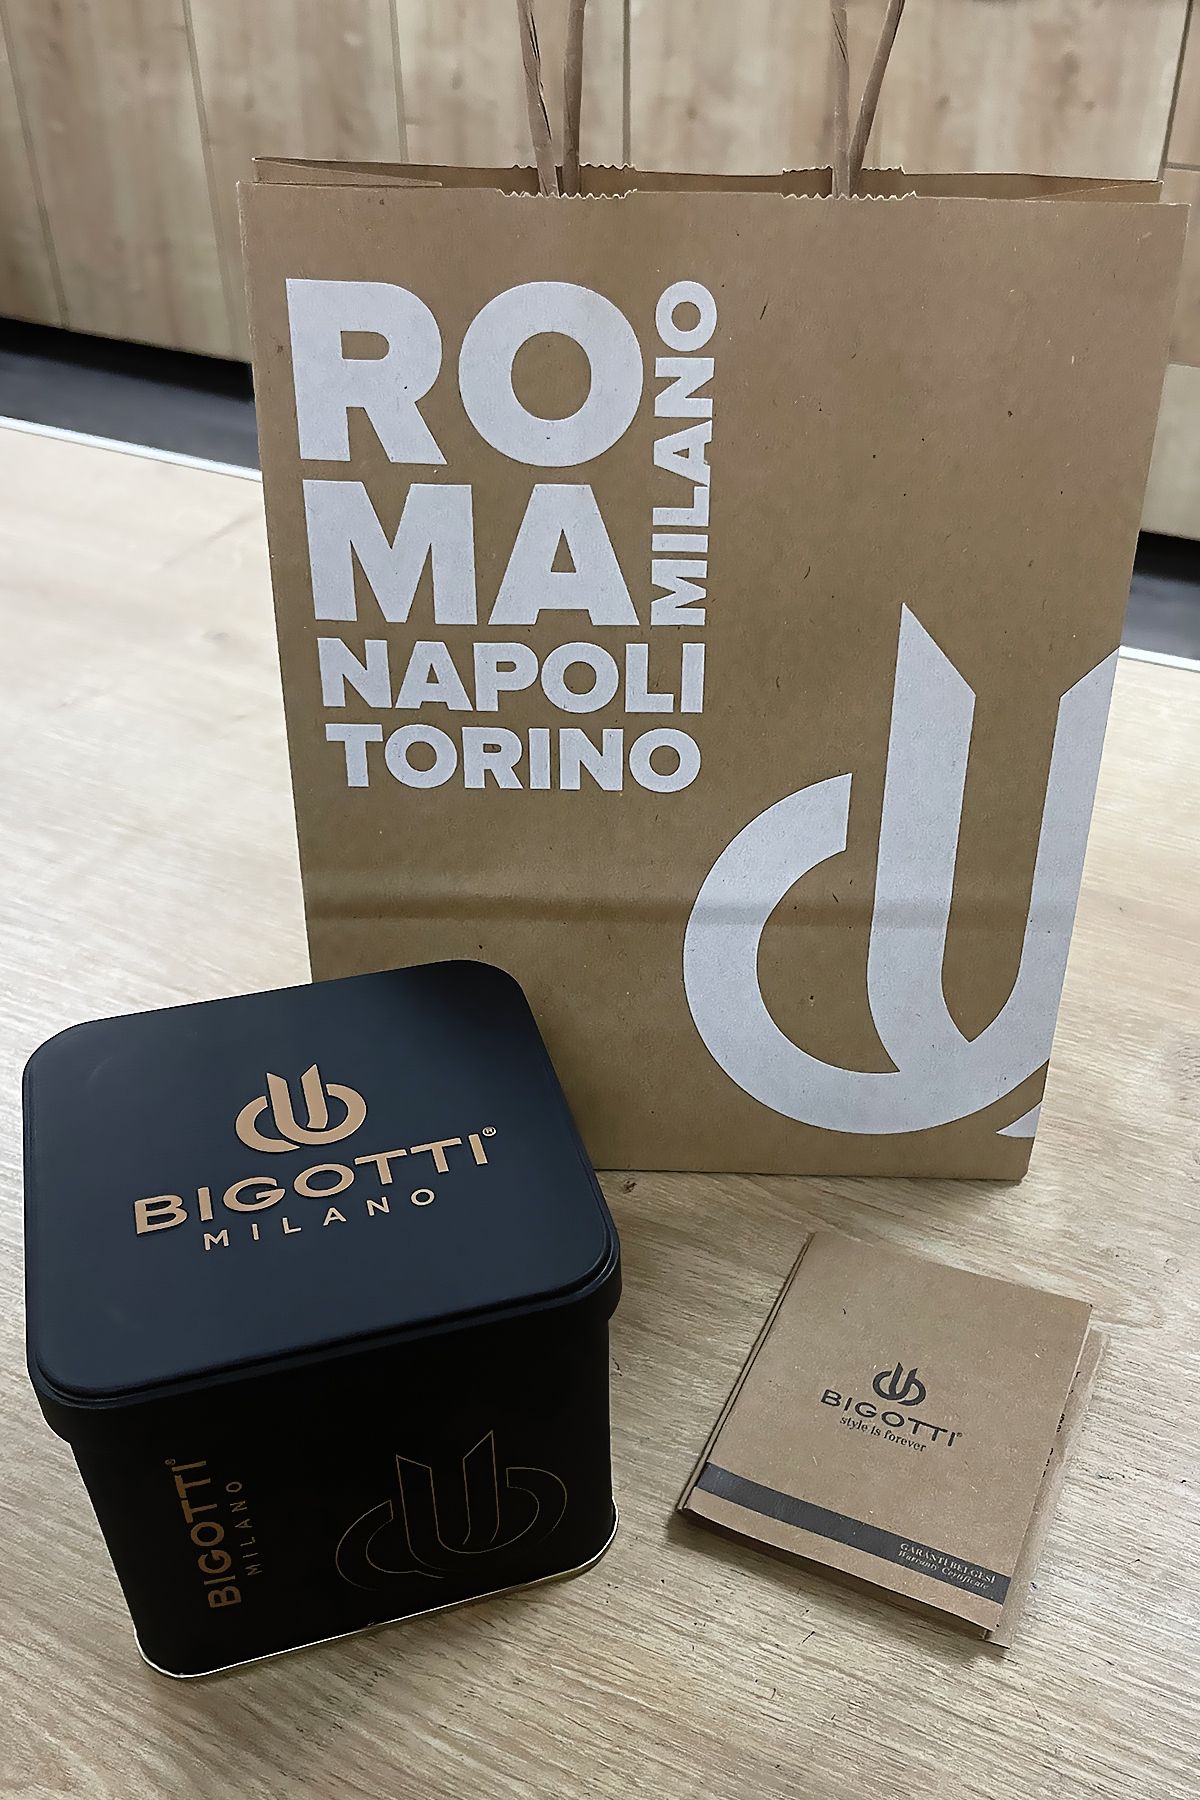 RO
MA
MILANO
NAPOLI
TORINO
BIGOTTI®
MILANO
BIGOTTI®
MILANO
BIGOTTI®
style is forever
GARANTİ BELGESİ
Warranty Certificate